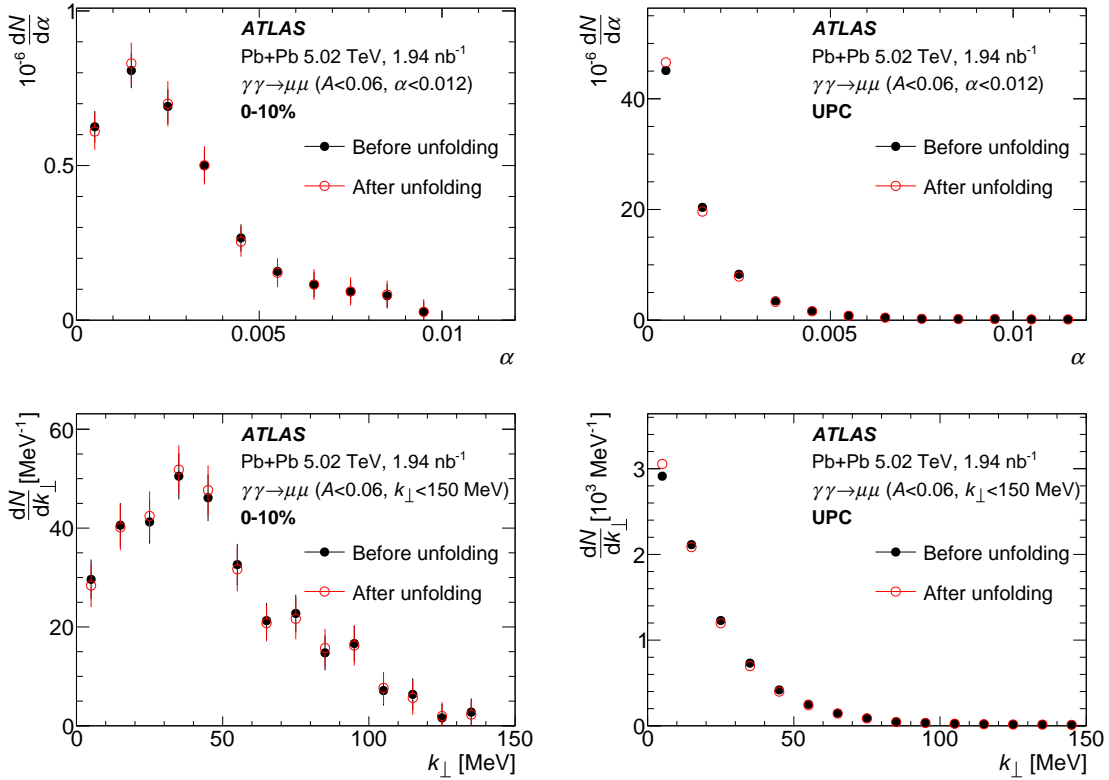 10⁻⁶ dN/dα
1
0.5
0
ATLAS
Pb+Pb 5.02 TeV, 1.94 nb⁻¹
γγ→μμ (A<0.06, α<0.012)
0-10%
Before unfolding
After unfolding
0 0.005 0.01
α
10⁻⁶ dN/dα
40
20
0
ATLAS
Pb+Pb 5.02 TeV, 1.94 nb⁻¹
γγ→μμ (A<0.06, α<0.012)
UPC
Before unfolding
After unfolding
0 0.005 0.01
α
dN/dk⊥ [MeV⁻¹]
60
40
20
0
ATLAS
Pb+Pb 5.02 TeV, 1.94 nb⁻¹
γγ→μμ (A<0.06, k⊥<150 MeV)
0-10%
Before unfolding
After unfolding
0 50 100 150
k⊥ [MeV]
dN/dk⊥ [10³ MeV⁻¹]
3
2
1
0
ATLAS
Pb+Pb 5.02 TeV, 1.94 nb⁻¹
γγ→μμ (A<0.06, k⊥<150 MeV)
UPC
Before unfolding
After unfolding
0 50 100 150
k⊥ [MeV]